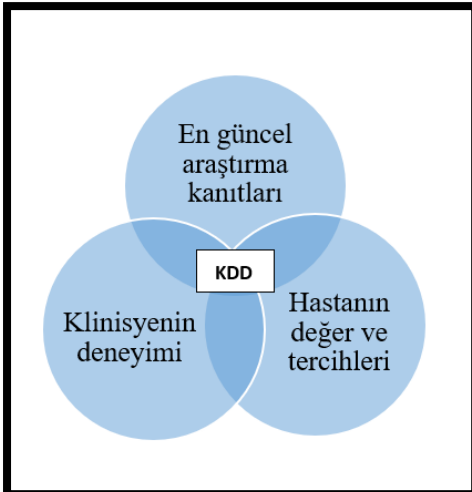 En güncel
araştırma
kanıtları
KDD
Klinisyenin
deneyimi
Hastanın
değer ve
tercihleri